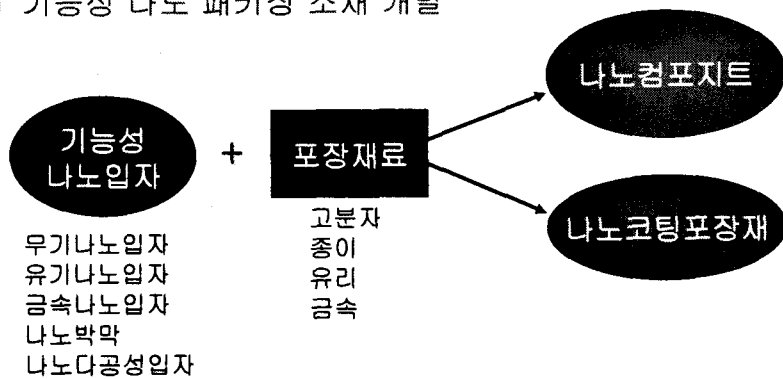 기능성 나노 패키징 소재 개발
나노컴포지트
기능성
나노입자
+
포장재료
나노코팅포장재
무기나노입자
유기나노입자
금속나노입자
나노박막
나노다공성입자
고분자
종이
유리
금속